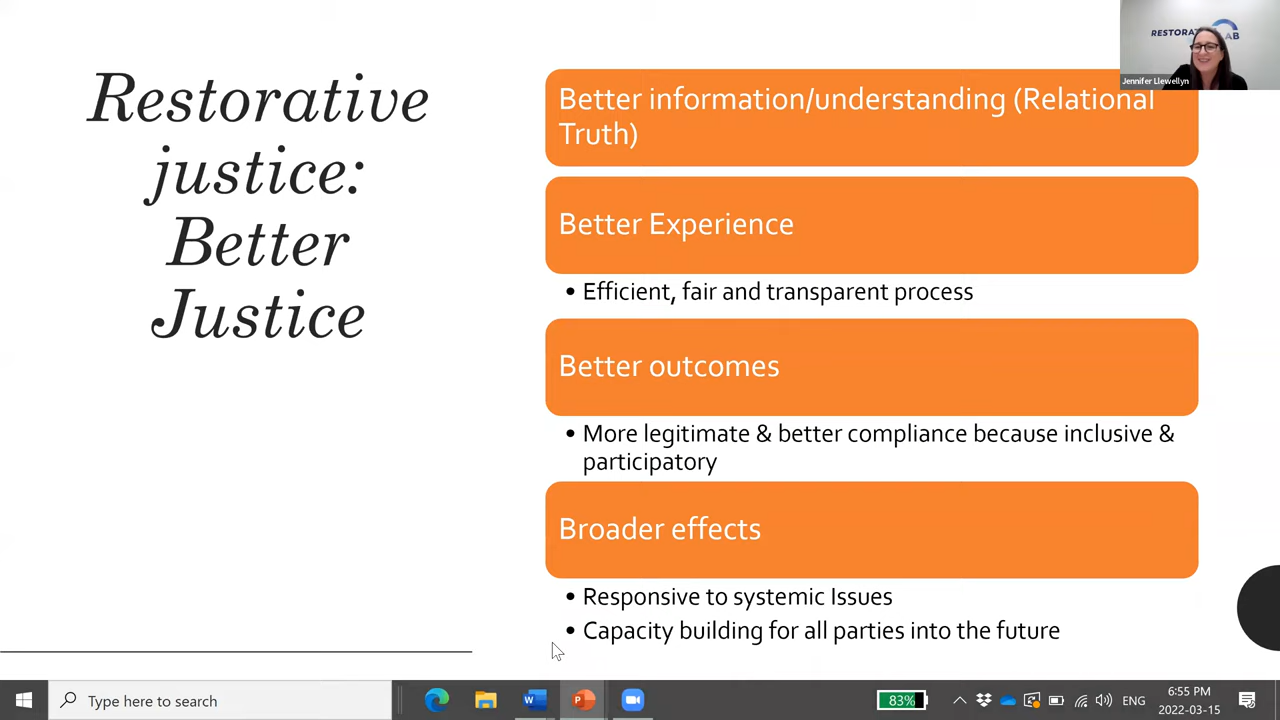 Restorative
justice:
Better
Justice
Better information/understanding (Relational
Truth)
Better Experience
• Efficient, fair and transparent process
Better outcomes
• More legitimate & better compliance because inclusive &
participatory
Broader effects
• Responsive to systemic Issues
• Capacity building for all parties into the future
Jennifer Llewellyn
Type here to search
83%
ENG
6:55 PM
2022-03-15